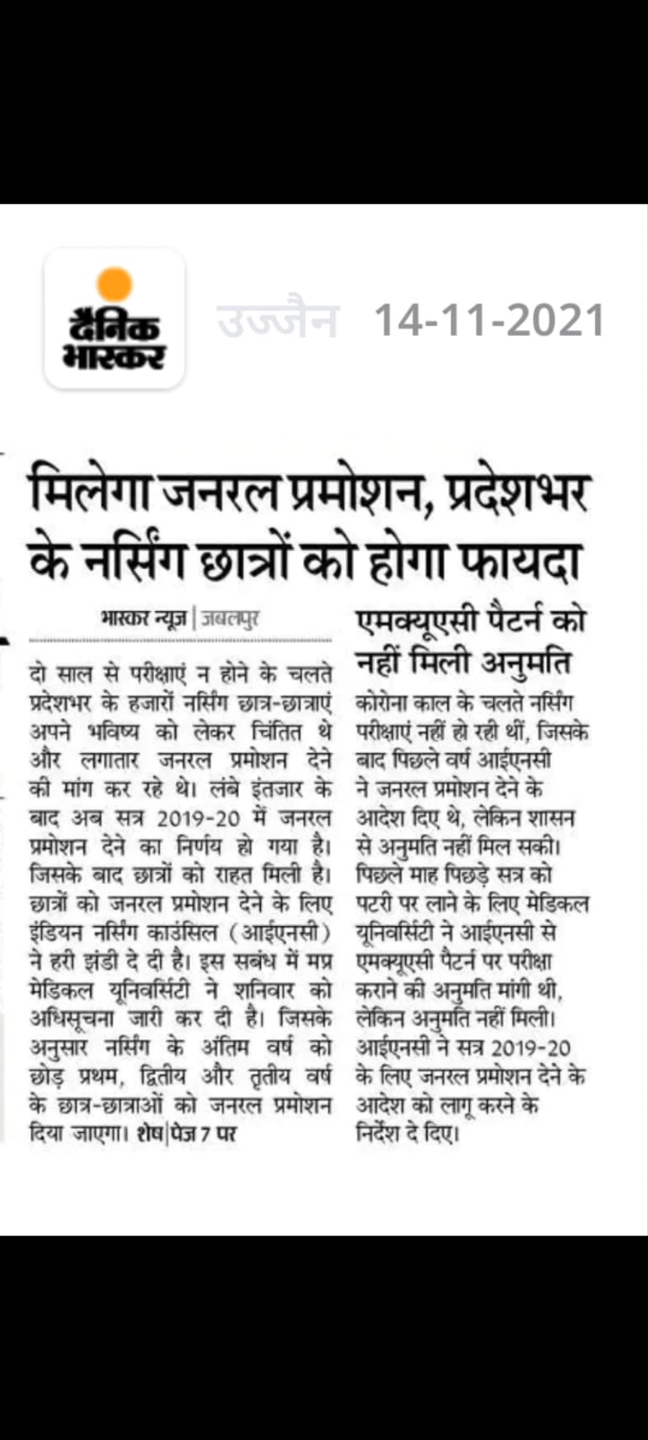 दैनिक
भास्कर
उज्जैन 14-11-2021
मिलेगा जनरल प्रमोशन, प्रदेशभर
के नर्सिंग छात्रों को होगा फायदा
भास्कर न्यूज | जबलपुर
दो साल से परीक्षाएं न होने के चलते
प्रदेशभर के हजारों नर्सिंग छात्र-छात्राएं
अपने भविष्य को लेकर चिंतित थे
और लगातार जनरल प्रमोशन देने
की मांग कर रहे थे। लंबे इंतजार के
बाद अब सत्र 2019-20 में जनरल
प्रमोशन देने का निर्णय हो गया है।
जिसके बाद छात्रों को राहत मिली है।
छात्रों को जनरल प्रमोशन देने के लिए
इंडियन नर्सिंग काउंसिल (आईएनसी)
ने हरी झंडी दे दी है। इस सबंध में मप्र
मेडिकल यूनिवर्सिटी ने शनिवार को
अधिसूचना जारी कर दी है। जिसके
अनुसार नर्सिंग के अंतिम वर्ष को
छोड़ प्रथम, द्वितीय और तृतीय वर्ष
के छात्र-छात्राओं को जनरल प्रमोशन
दिया जाएगा। शेष|पेज 7 पर
एमक्यूएसी पैटर्न को
नहीं मिली अनुमति
कोरोना काल के चलते नर्सिंग
परीक्षाएं नहीं हो रही थीं, जिसके
बाद पिछले वर्ष आईएनसी
ने जनरल प्रमोशन देने के
आदेश दिए थे, लेकिन शासन
से अनुमति नहीं मिल सकी।
पिछले माह पिछड़े सत्र को
पटरी पर लाने के लिए मेडिकल
यूनिवर्सिटी ने आईएनसी से
एमक्यूएसी पैटर्न पर परीक्षा
कराने की अनुमति मांगी थी,
लेकिन अनुमति नहीं मिली।
आईएनसी ने सत्र 2019-20
के लिए जनरल प्रमोशन देने के
आदेश को लागू करने के
निर्देश दे दिए।